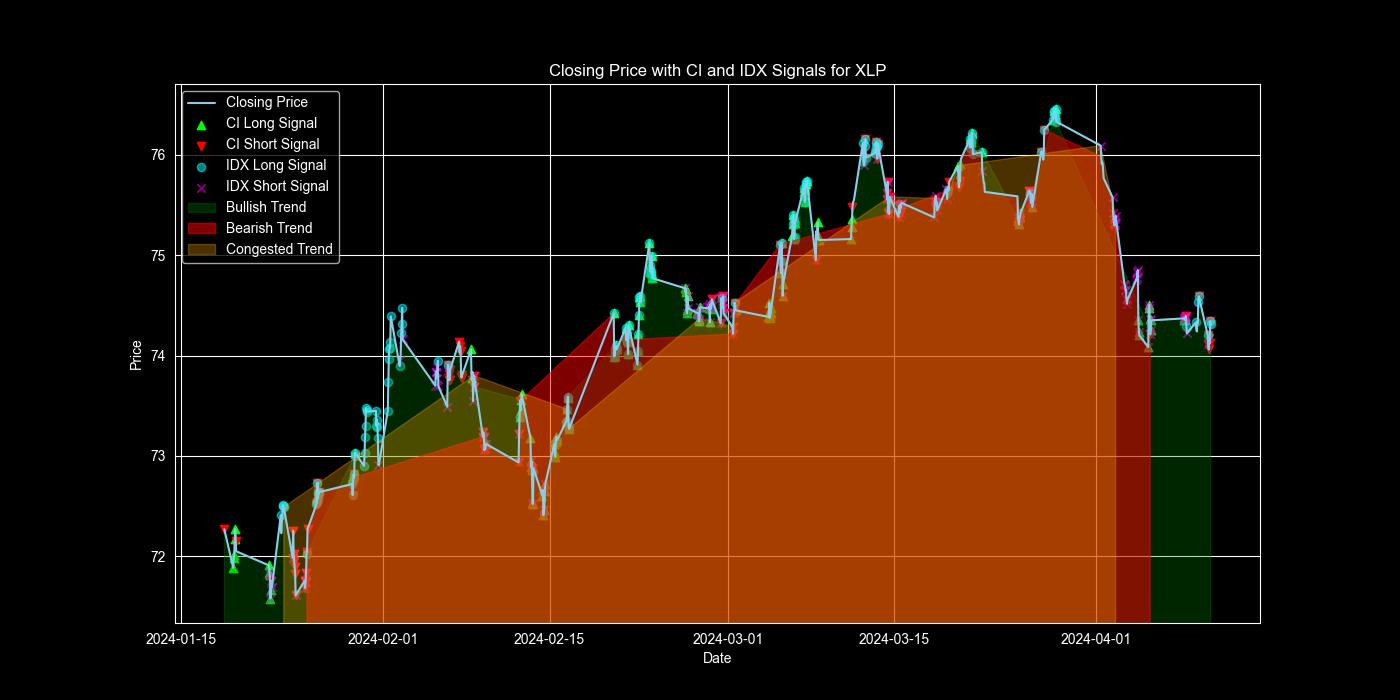 Closing Price with CI and IDX Signals for XLP
Closing Price
CI Long Signal
CI Short Signal
IDX Long Signal
IDX Short Signal
Bullish Trend
Bearish Trend
Congested Trend
76
75
74
73
72
Price
2024-01-15
2024-02-01
2024-02-15
2024-03-01
2024-03-15
2024-04-01
Date